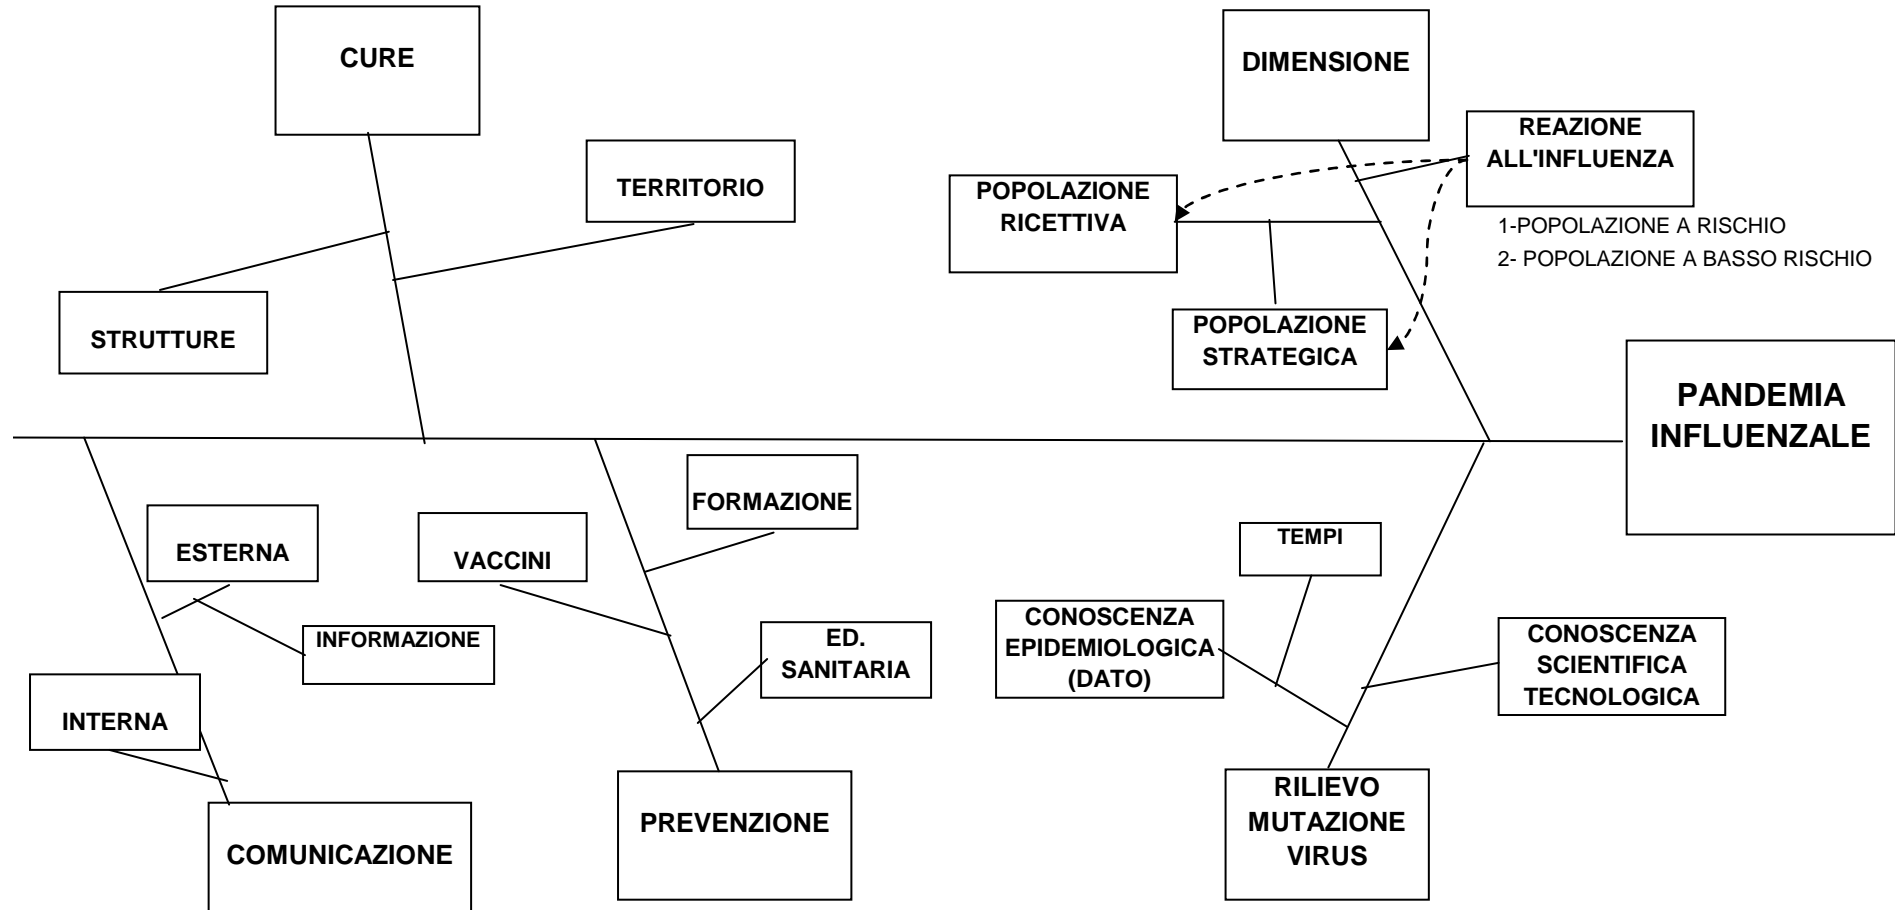 CURE
DIMENSIONE
REAZIONE
ALL'INFLUENZA
TERRITORIO
POPOLAZIONE
RICETTIVA
1-POPOLAZIONE A RISCHIO
2- POPOLAZIONE A BASSO RISCHIO
STRUTTURE
POPOLAZIONE
STRATEGICA
PANDEMIA
INFLUENZALE
FORMAZIONE
ESTERNA
VACCINI
TEMPI
INFORMAZIONE
ED.
SANITARIA
CONOSCENZA
EPIDEMIOLOGICA
(DATO)
CONOSCENZA
SCIENTIFICA
TECNOLOGICA
INTERNA
COMUNICAZIONE
PREVENZIONE
RILIEVO
MUTAZIONE
VIRUS